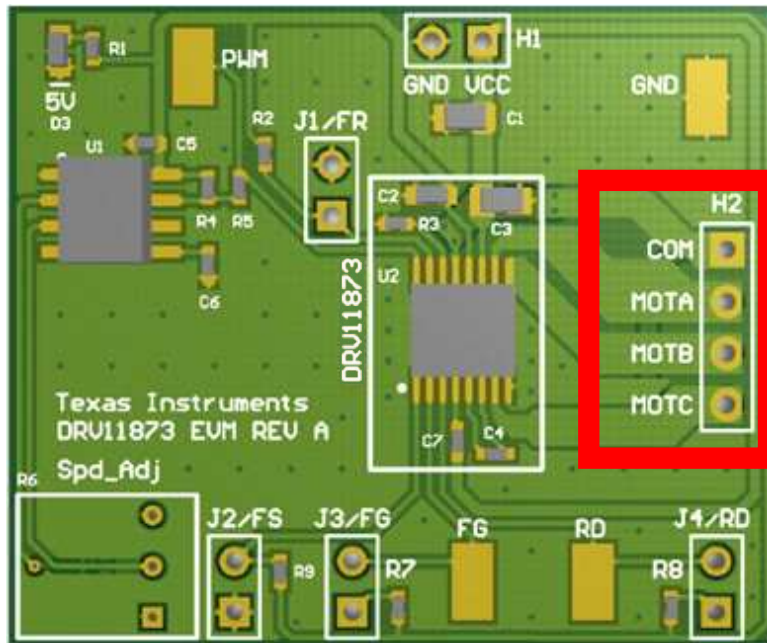 R1
PWM
H1
GND VCC
GND
5V
D3
R2
J1/FR
C1
U1
C5
C2
C3
H2
R4
R5
R3
COM
U2
C6
DRV11873
MOTA
MOTB
MOTC
Texas Instruments
DRV11873 EVM REV A
C7
C4
R6
Spd_Adj
J2/FS
J3/FG
FG
RD
J4/RD
R9
R7
R8